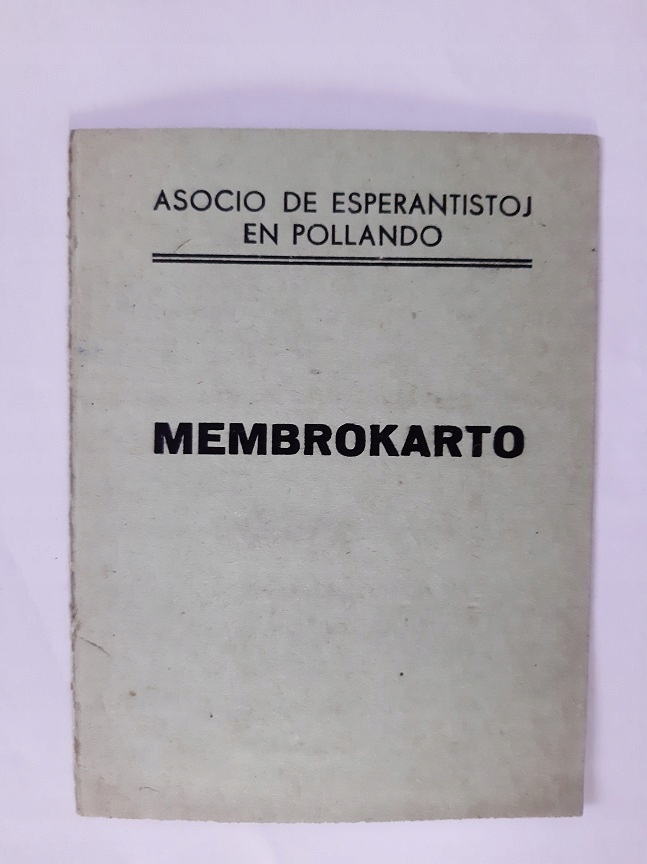 ASOCIO DE ESPERANTISTOJ
EN POLLANDO
MEMBROKARTO